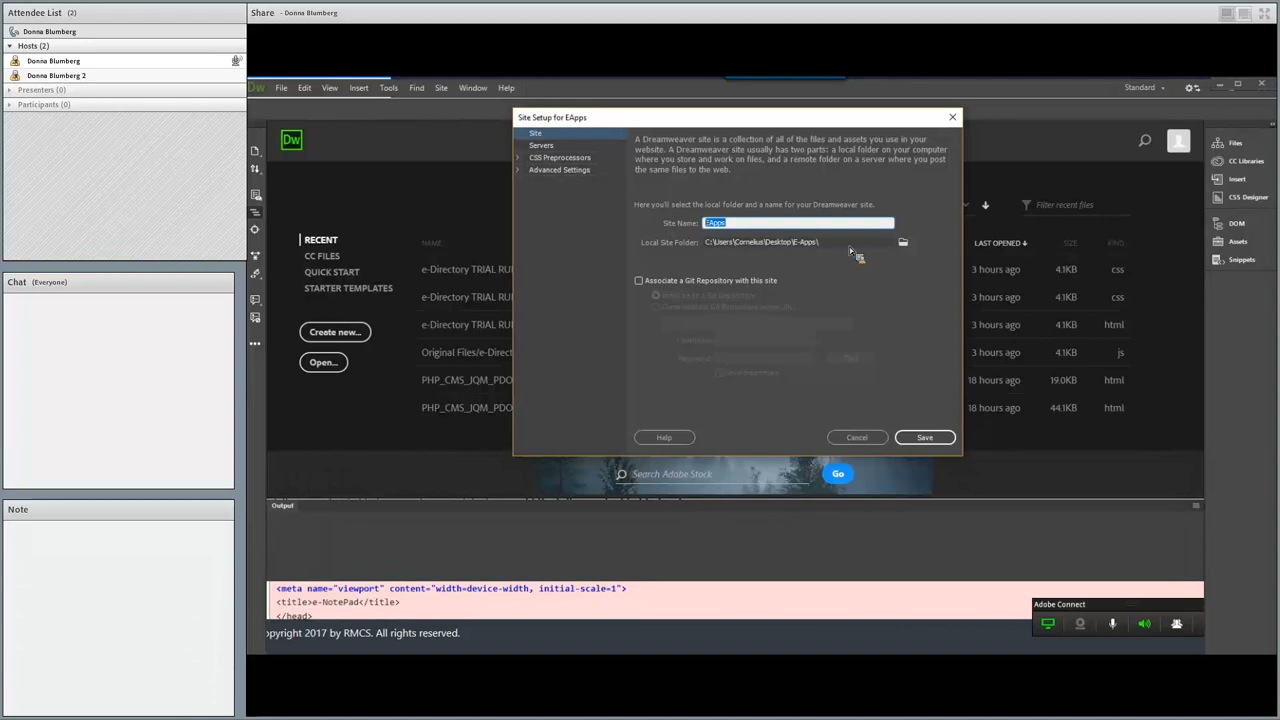 Attendee List (2)
Donna Blumberg
Hosts (2)
Donna Blumberg
Donna Blumberg 2
Presenters (0)
Participants (0)
Chat (Everyone)
Note
Share - Donna Blumberg
Dw File Edit View Insert Tools Find Site Window Help
Standard
Dw
RECENT
CC FILES
QUICK START
STARTER TEMPLATES
Create new...
Open...
NAME
e-Directory TRIAL RU
e-Directory TRIAL RUI
e-Directory TRIAL RUI
Original Files/e-Direct
PHP_CMS_JQM_PDO
PHP_CMS_JQM_PDO
Site Setup for EApps
Site
Servers
CSS Preprocessors
Advanced Settings
A Dreamweaver site is a collection of all of the files and assets you use in your
website. A Dreamweaver site usually has two parts: a local folder on your computer
where you store and work on files, and a remote folder on a server where you post
the same files to the web.
Here you'll select the local folder and a name for your Dreamweaver site.
Site Name: EApps
Local Site Folder: C:\Users\Cornelius\Desktop\E-Apps\
Associate a Git Repository with this site
Help
Cancel
Save
Filter recent files
LAST OPENED SIZE KIND
3 hours ago 4.1KB css
3 hours ago 4.1KB css
3 hours ago 4.1KB html
3 hours ago 4.1KB js
18 hours ago 19.0KB html
18 hours ago 44.1KB html
Search Adobe Stock
Go
Files
CC Libraries
Insert
CSS Designer
DOM
Assets
Snippets
Output
<meta name="viewport" content="width=device-width, initial-scale=1">
<title>e-NotePad</title>
</head>
opyright 2017 by RMCS. All rights reserved.
Adobe Connect